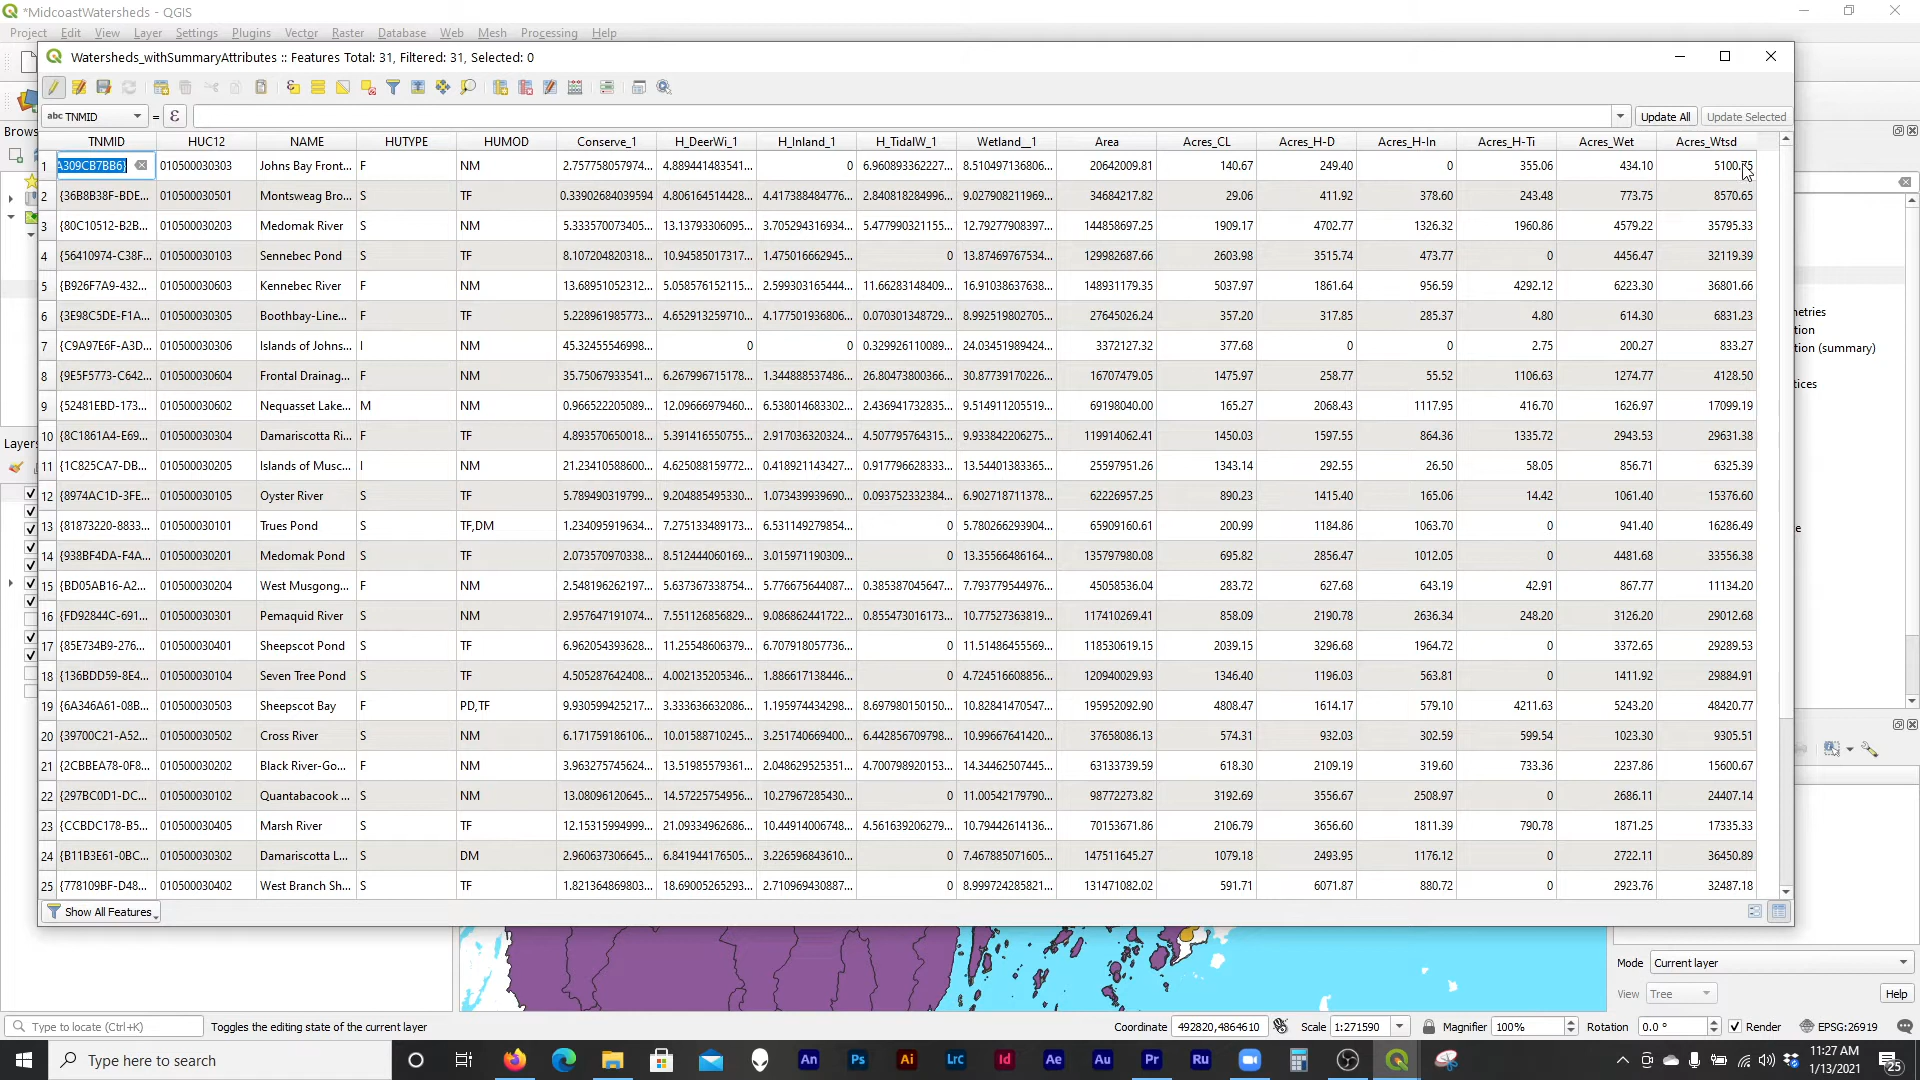 *MidcoastWatersheds - QGIS
Project Edit View Layer Settings Plugins Vector Raster Database Web Mesh Processing Help
Watersheds_withSummaryAttributes :: Features Total: 31, Filtered: 31, Selected: 0
abc TNMID = ε Update All Update Selected
TNMID HUC12 NAME HUTYPE HUMOD Conserve_1 H_DeerWi_1 H_Inland_1 H_TidalW_1 Wetland__1 Area Acres_CL Acres_H-D Acres_H-In Acres_H-Ti Acres_Wet Acres_Wtsd
1 A309CB7BB6} 010500030303 Johns Bay Front... F NM 2.757758057974... 4.889441483541... 0 6.960893362227... 8.510497136806... 20642009.81 140.67 249.40 0 355.06 434.10 5100.75
2 {36B8B38F-BDE... 010500030501 Montsweag Bro... S TF 0.33902684039594 4.806164514428... 4.417388484776... 2.840818284996... 9.027908211969... 34684217.82 29.06 411.92 378.60 243.48 773.75 8570.65
3 {80C10512-B2B... 010500030203 Medomak River S NM 5.333570073405... 13.13793306095... 3.705294316934... 5.477990321155... 12.79277908397... 144858697.25 1909.17 4702.77 1326.32 1960.86 4579.22 35795.33
4 {56410974-C38F... 010500030103 Sennebec Pond S TF 8.107204820318... 10.94585017317... 1.475016662945... 0 13.87469767534... 129982687.66 2603.98 3515.74 473.77 0 4456.47 32119.39
5 {B926F7A9-432... 010500030603 Kennebec River F NM 13.68951052312... 5.058576152115... 2.599303165444... 11.66283148409... 16.91038637638... 148931179.35 5037.97 1861.64 956.59 4292.12 6223.30 36801.66
6 {3E98C5DE-F1A... 010500030305 Boothbay-Line... F TF 5.228961985773... 4.652913259710... 4.177501936806... 0.070301348729... 8.992519802705... 27645026.24 357.20 317.85 285.37 4.80 614.30 6831.23
7 {C9A97E6F-A3D... 010500030306 Islands of Johns... I NM 45.32455546998... 0 0 0.329926110089... 24.03451989424... 3372127.32 377.68 0 0 2.75 200.27 833.27
8 {9E5F5773-C642... 010500030604 Frontal Drainag... F NM 35.75067933541... 6.267996715178... 1.344888537486... 26.80473800366... 30.87739170226... 16707479.05 1475.97 258.77 55.52 1106.63 1274.77 4128.50
9 {52481EBD-173... 010500030602 Nequasset Lake... M NM 0.966522205089... 12.09666979460... 6.538014683302... 2.436941732835... 9.514911205519... 69198040.00 165.27 2068.43 1117.95 416.70 1626.97 17099.19
10 {8C1861A4-E69... 010500030304 Damariscotta Ri... F TF 4.893570650018... 5.391416550755... 2.917036320324... 4.507795764315... 9.933842206275... 119914062.41 1450.03 1597.55 864.36 1335.72 2943.53 29631.38
11 {1C825CA7-DB... 010500030205 Islands of Musc... I NM 21.23410588600... 4.625088159772... 0.418921143427... 0.917796628333... 13.54401383365... 25597951.26 1343.14 292.55 26.50 58.05 856.71 6325.39
12 {8974AC1D-3FE... 010500030105 Oyster River S TF 5.789490319799... 9.204885495330... 1.073439939690... 0.093752332384... 6.902718711378... 62226957.25 890.23 1415.40 165.06 14.42 1061.40 15376.60
13 {81873220-8833... 010500030101 Trues Pond S TF,DM 1.234095919634... 7.275133489173... 6.531149279854... 0 5.780266293904... 65909160.61 200.99 1184.86 1063.70 0 941.40 16286.49
14 {938BF4DA-F4A... 010500030201 Medomak Pond S TF 2.073570970338... 8.512444060169... 3.015971190309... 0 13.35566486164... 135797980.08 695.82 2856.47 1012.05 0 4481.68 33556.38
15 {BD05AB16-A2... 010500030204 West Musgong... F NM 2.548196262197... 5.637367338754... 5.776675644087... 0.385387045647... 7.793779544976... 45058536.04 283.72 627.68 643.19 42.91 867.77 11134.20
16 {FD92844C-691... 010500030301 Pemaquid River S NM 2.957647191074... 7.551126856829... 9.086862441722... 0.855473016173... 10.77527363819... 117410269.41 858.09 2190.78 2636.34 248.20 3126.20 29012.68
17 {85E734B9-276... 010500030401 Sheepscot Pond S TF 6.962054393628... 11.25548606379... 6.707918057736... 0 11.51486455569... 118530619.15 2039.15 3296.68 1964.72 0 3372.65 29289.53
18 {136BDD59-8E4... 010500030104 Seven Tree Pond S TF 4.505287642408... 4.002135205346... 1.886617138446... 0 4.724516608856... 120940029.93 1346.40 1196.03 563.81 0 1411.92 29884.91
19 {6A346A61-08B... 010500030503 Sheepscot Bay F PD,TF 9.930599425217... 3.333636632086... 1.195974434298... 8.697980150150... 10.82841470547... 195952092.90 4808.47 1614.17 579.10 4211.63 5243.20 48420.77
20 {39700C21-A52... 010500030502 Cross River S NM 6.171759186106... 10.01588710245... 3.251740669400... 6.442856709798... 10.99667641420... 37658086.13 574.31 932.03 302.59 599.54 1023.30 9305.51
21 {2CBBEA78-0F8... 010500030202 Black River-Go... F NM 3.963275745624... 13.51985579361... 2.048629525351... 4.700798920153... 14.34462507445... 63133739.59 618.30 2109.19 319.60 733.36 2237.86 15600.67
22 {297BC0D1-DC... 010500030102 Quantabacook ... S NM 13.08096120645... 14.57225754956... 10.27967285430... 0 11.00542179790... 98772273.82 3192.69 3556.67 2508.97 0 2686.11 24407.14
23 {CCBDC178-B5... 010500030405 Marsh River S TF 12.15315994999... 21.09334962686... 10.44914006748... 4.561639206279... 10.79442614136... 70153671.86 2106.79 3656.60 1811.39 790.78 1871.25 17335.33
24 {B11B3E61-0BC... 010500030302 Damariscotta L... S DM 2.960637306645... 6.841944176505... 3.226596843610... 0 7.467885071605... 147511645.27 1079.18 2493.95 1176.12 0 2722.11 36450.89
25 {778109BF-D48... 010500030402 West Branch Sh... S TF 1.821364869803... 18.69005265293... 2.710969430887... 0 8.999724285821... 131471082.02 591.71 6071.87 880.72 0 2923.76 32487.18
Show All Features
Brows
Layers
metries
tion
tion (summary)
tices
e
Mode Current layer
View Tree Help
Type to locate (Ctrl+K) Toggles the editing state of the current layer Coordinate 492820,4864610 Scale 1:271590 Magnifier 100% Rotation 0.0 ° Render EPSG:26919
Type here to search An Ps Ai Lrc Id Ae Au Pr Ru 11:27 AM
1/13/2021 25